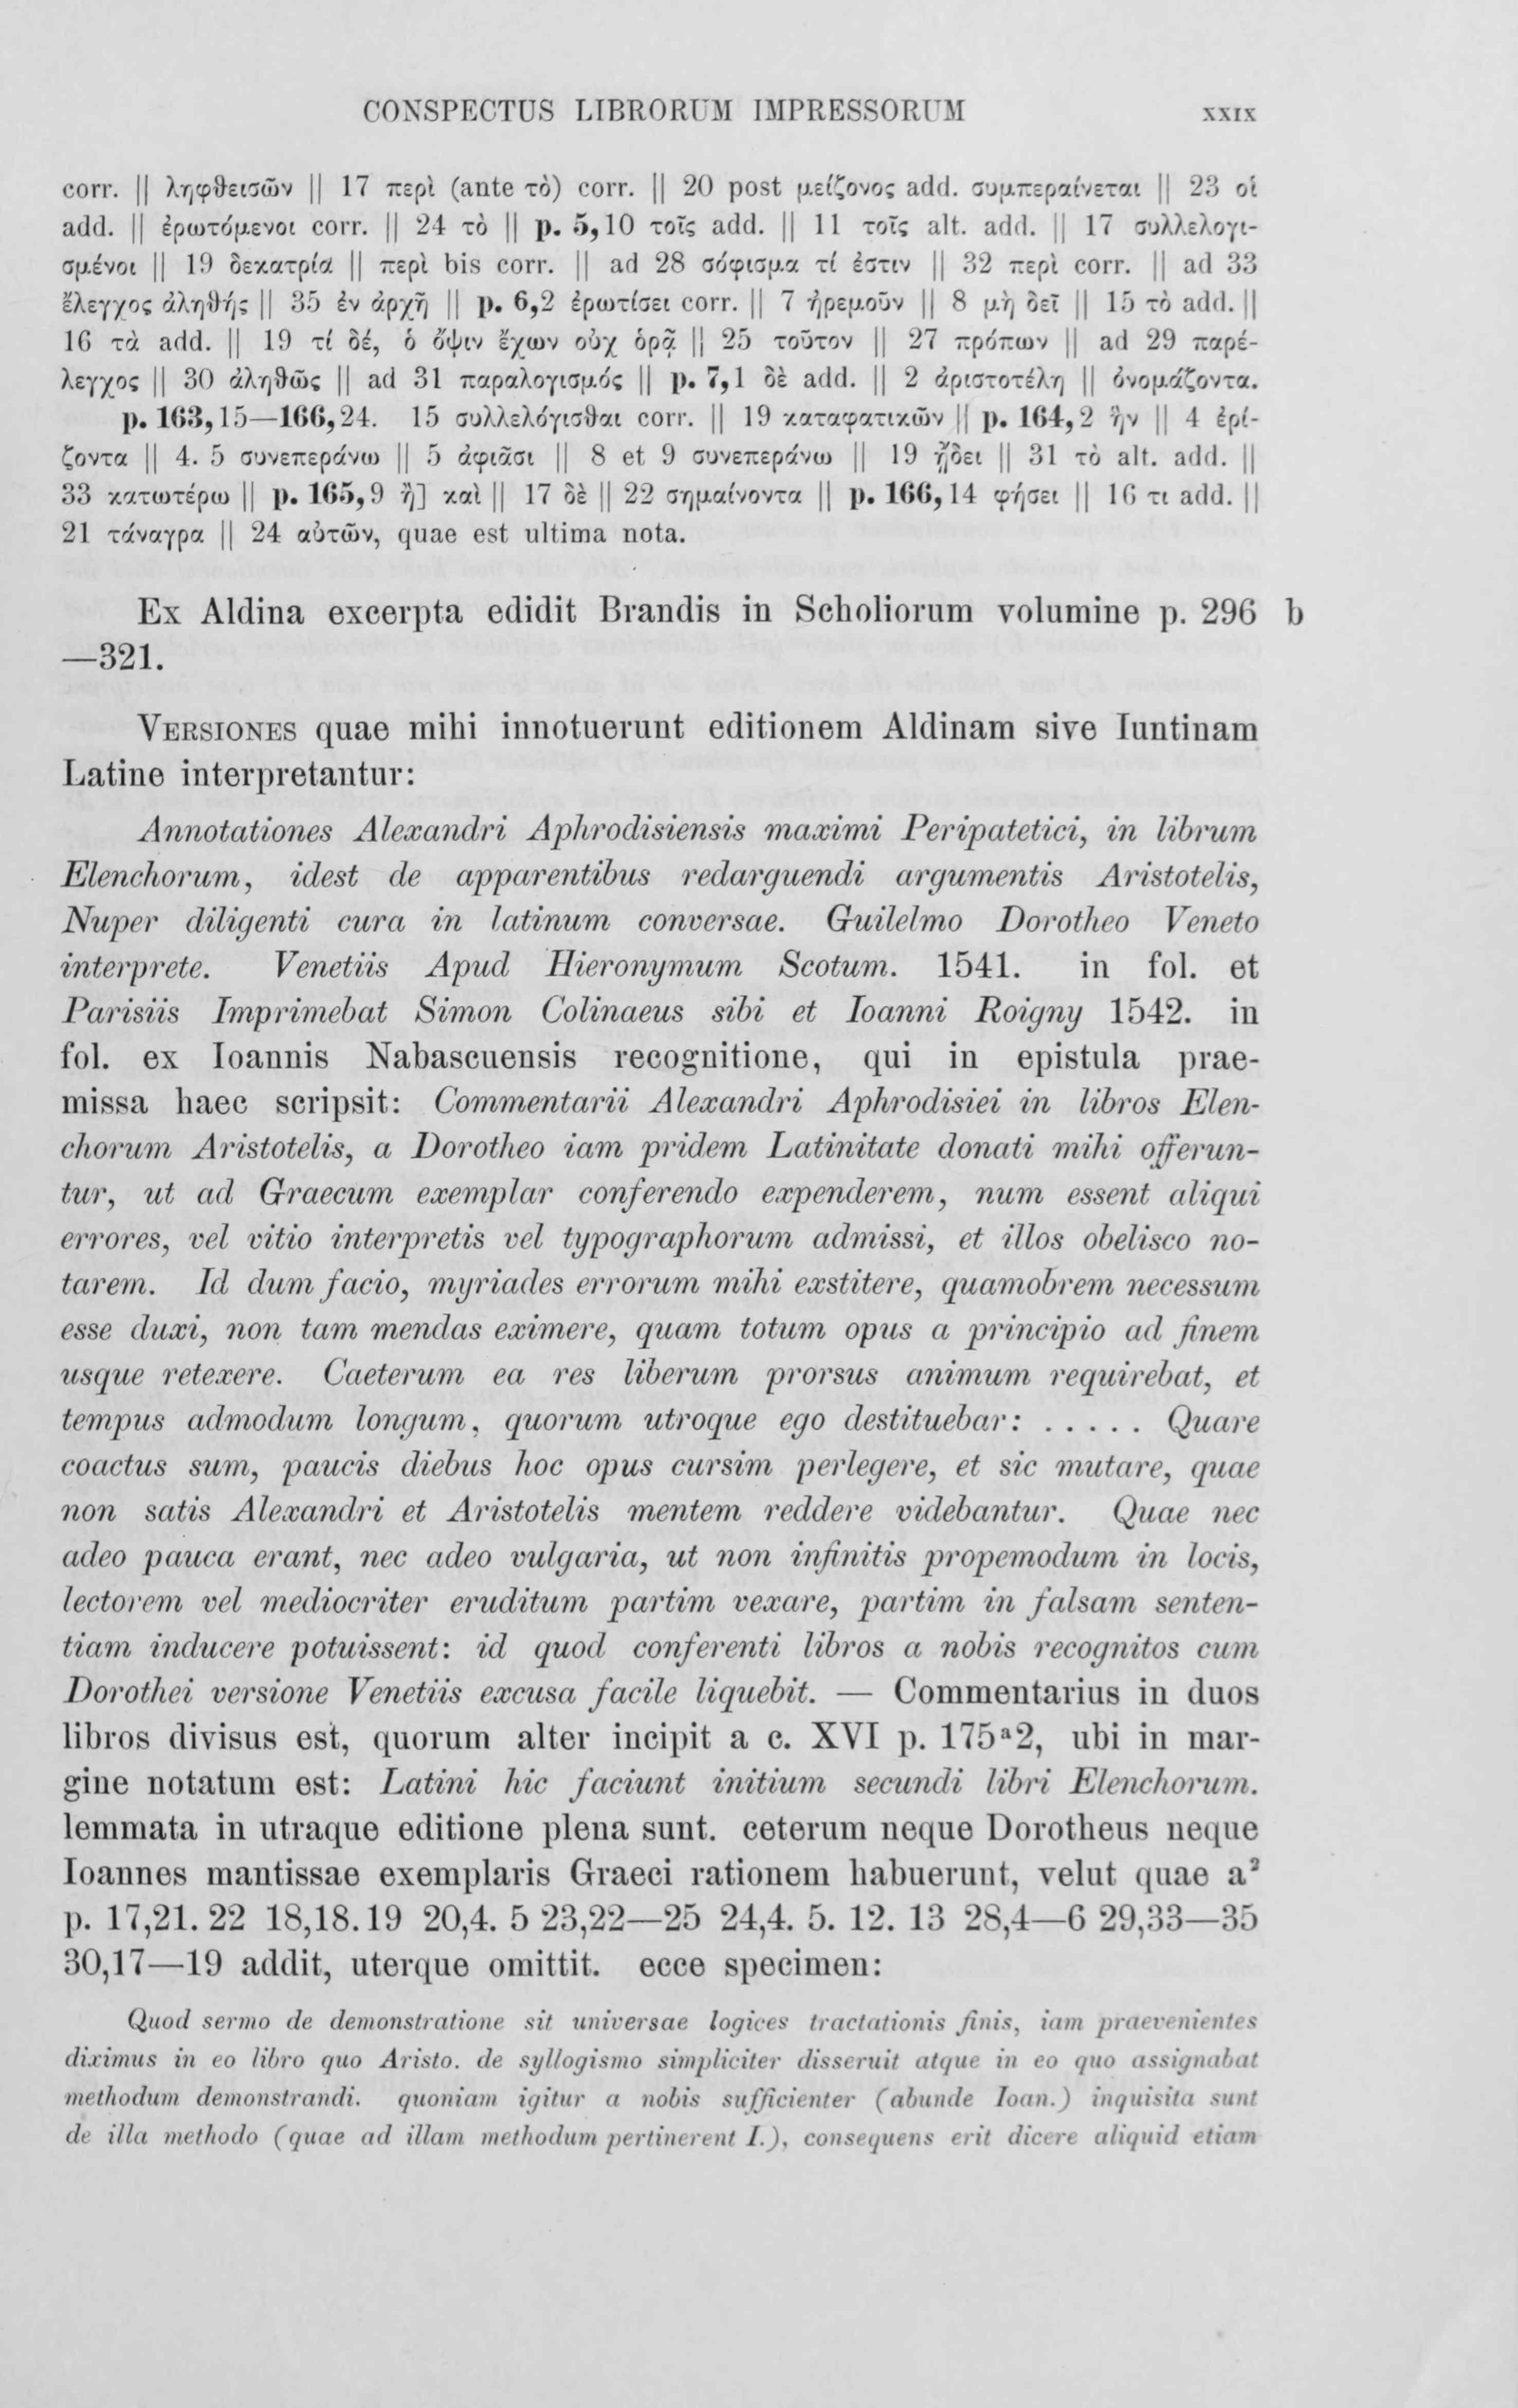 CONSPECTUS LIBRORUM IMPRESSORUM XXIX
corr. || ληφθεισῶν || 17 περὶ (ante τὸ) corr. || 20 post μείζονος add. συμπεραίνεται || 23 οἱ
add. || ἐρωτόμενοι corr. || 24 τὸ || p. 5,10 τοῖς add. || 11 τοῖς alt. add. || 17 συλλελογι-
σμένοι || 19 δεκατρία || περὶ bis corr. || ad 28 σόφισμα τί ἐστιν || 32 περὶ corr. || ad 33
ἔλεγχος ἀληθής || 35 ἐν ἀρχῇ || p. 6,2 ἐρωτίσει corr. || 7 ἠρεμοῦν || 8 μὴ δεῖ || 15 τὸ add. ||
16 τὰ add. || 19 τί δέ, ὁ ὄψιν ἔχων οὐχ ὁρᾷ || 25 τοῦτον || 27 πρόπων || ad 29 παρέ-
λεγχος || 30 ἀληθῶς || ad 31 παραλογισμός || p. 7,1 δὲ add. || 2 ἀριστοτέλη || ὀνομάζοντα.
p. 163,15—166,24. 15 συλλελόγισθαι corr. || 19 καταφατικῶν || p. 164,2 ἢν || 4 ἐρί-
ζοντα || 4. 5 συνεπεράνω || 5 ἀφιᾶσι || 8 et 9 συνεπεράνω || 19 ᾔδει || 31 τὸ alt. add. ||
33 κατωτέρω || p. 165,9 ἢ] καὶ || 17 δὲ || 22 σημαίνοντα || p. 166,14 φήσει || 16 τι add. ||
21 τάναγρα || 24 αὐτῶν, quae est ultima nota.
Ex Aldina excerpta edidit Brandis in Scholiorum volumine p. 296 b
—321.
VERSIONES quae mihi innotuerunt editionem Aldinam sive Iuntinam
Latine interpretantur:
Annotationes Alexandri Aphrodisiensis maximi Peripatetici, in librum
Elenchorum, idest de apparentibus redarguendi argumentis Aristotelis,
Nuper diligenti cura in latinum conversae. Guilelmo Dorotheo Veneto
interprete. Venetiis Apud Hieronymum Scotum. 1541. in fol. et
Parisiis Imprimebat Simon Colinaeus sibi et Ioanni Roigny 1542. in
fol. ex Ioannis Nabascuensis recognitione, qui in epistula prae-
missa haec scripsit: Commentarii Alexandri Aphrodisiei in libros Elen-
chorum Aristotelis, a Dorotheo iam pridem Latinitate donati mihi offerun-
tur, ut ad Graecum exemplar conferendo expenderem, num essent aliqui
errores, vel vitio interpretis vel typographorum admissi, et illos obelisco no-
tarem. Id dum facio, myriades errorum mihi exstitere, quamobrem necessum
esse duxi, non tam mendas eximere, quam totum opus a principio ad finem
usque retexere. Caeterum ea res liberum prorsus animum requirebat, et
tempus admodum longum, quorum utroque ego destituebar: ..... Quare
coactus sum, paucis diebus hoc opus cursim perlegere, et sic mutare, quae
non satis Alexandri et Aristotelis mentem reddere videbantur. Quae nec
adeo pauca erant, nec adeo vulgaria, ut non infinitis propemodum in locis,
lectorem vel mediocriter eruditum partim vexare, partim in falsam senten-
tiam inducere potuissent: id quod conferenti libros a nobis recognitos cum
Dorothei versione Venetiis excusa facile liquebit. — Commentarius in duos
libros divisus est, quorum alter incipit a c. XVI p. 175ᵃ2, ubi in mar-
gine notatum est: Latini hic faciunt initium secundi libri Elenchorum.
lemmata in utraque editione plena sunt. ceterum neque Dorotheus neque
Ioannes mantissae exemplaris Graeci rationem habuerunt, velut quae a²
p. 17,21. 22 18,18. 19 20,4. 5 23,22—25 24,4. 5. 12. 13 28,4—6 29,33—35
30,17—19 addit, uterque omittit. ecce specimen:
Quod sermo de demonstratione sit universae logices tractationis finis, iam praevenientes
diximus in eo libro quo Aristo. de syllogismo simpliciter disseruit atque in eo quo assignabat
methodum demonstrandi. quoniam igitur a nobis sufficienter (abunde Ioan.) inquisita sunt
de illa methodo (quae ad illam methodum pertinerent I.), consequens erit dicere aliquid etiam